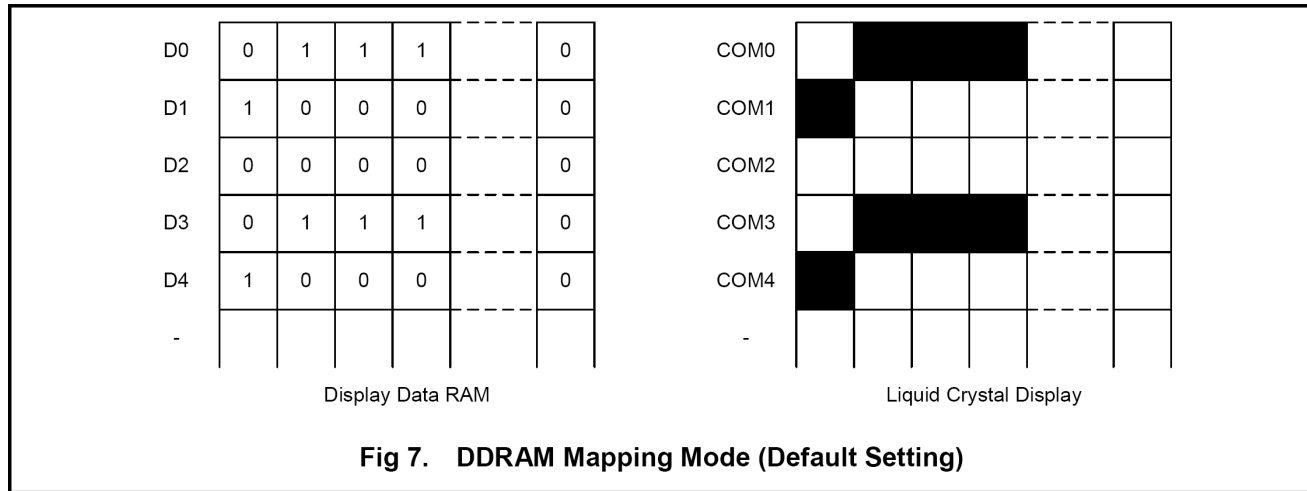 D0 0 1 1 1 0 COM0
D1 1 0 0 0 0 COM1
D2 0 0 0 0 0 COM2
D3 0 1 1 1 0 COM3
D4 1 0 0 0 0 COM4
- -
Display Data RAM Liquid Crystal Display
Fig 7. DDRAM Mapping Mode (Default Setting)